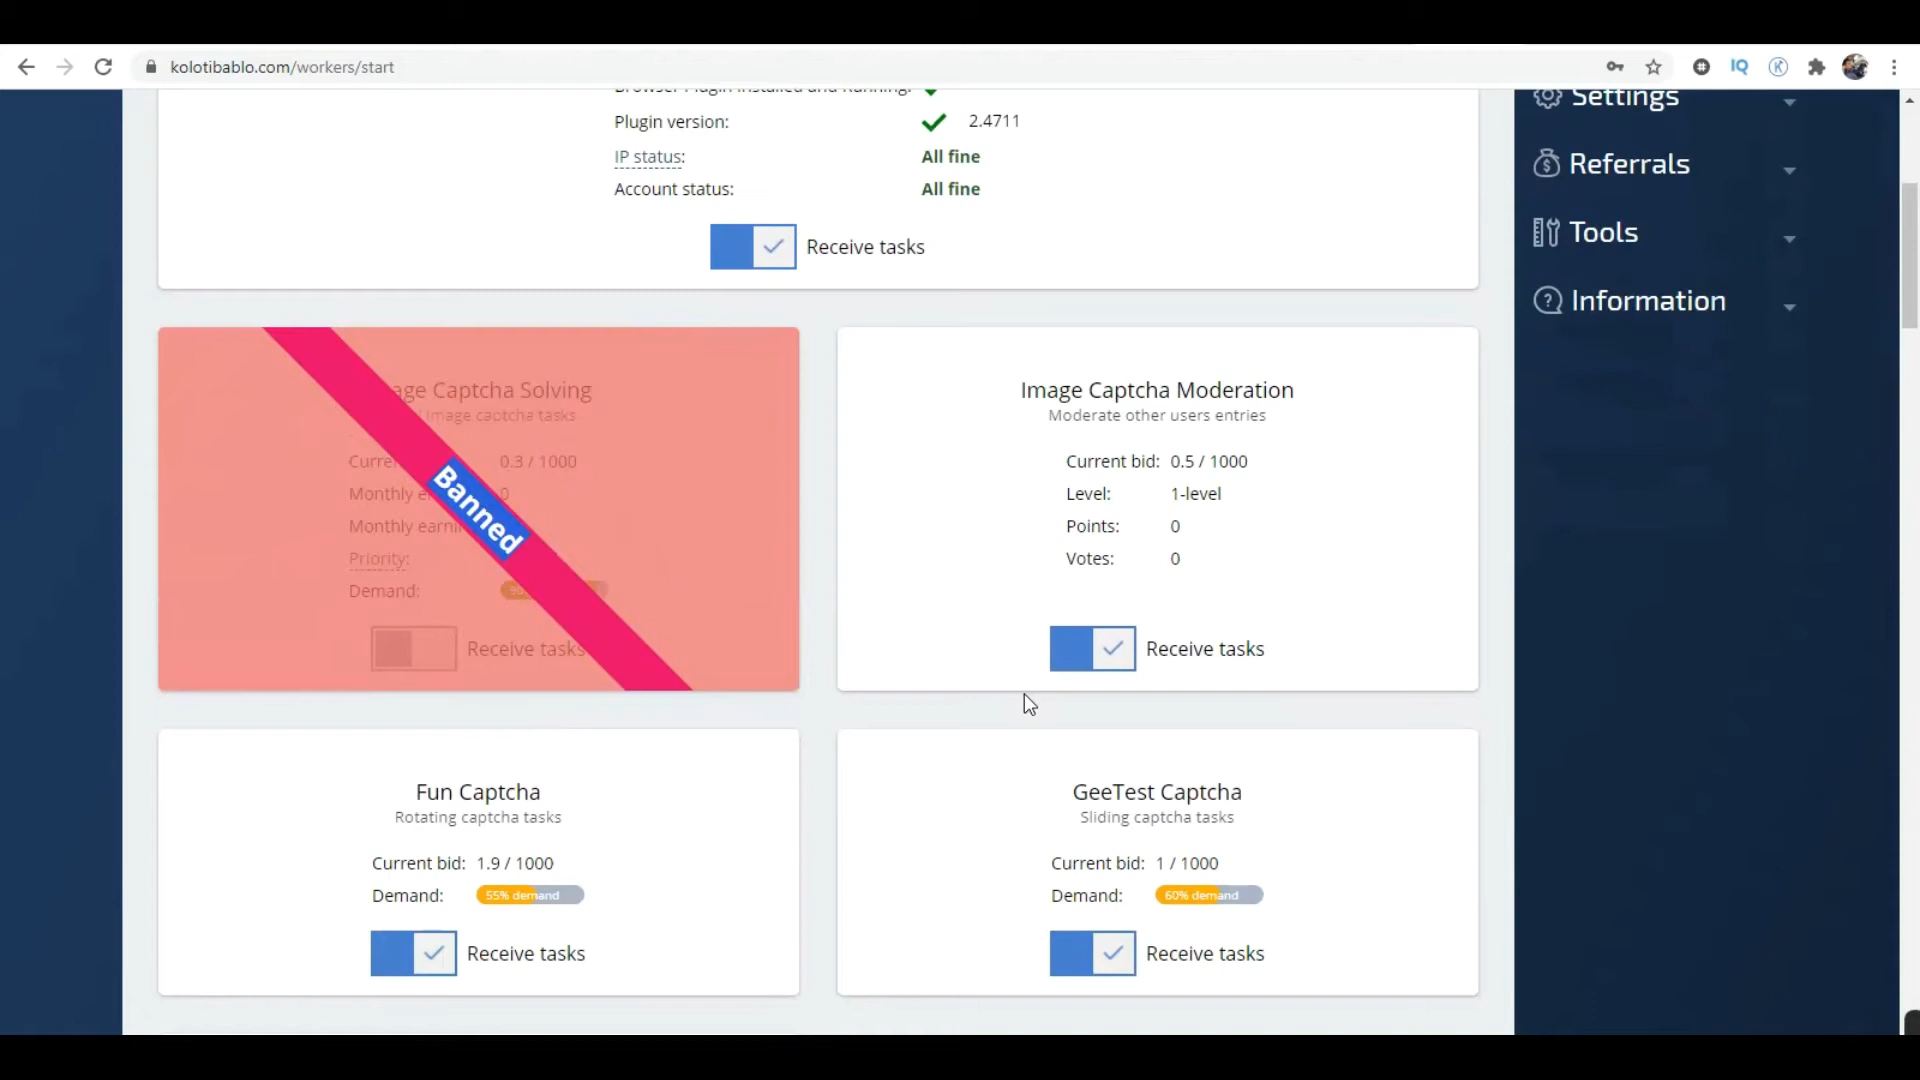 kolotibablo.com/workers/start
IQ
Settings
Plugin version: 2.4711
IP status: All fine
Account status: All fine
Receive tasks
Referrals
Tools
Information
Captcha Solving
image captcha tasks
0.3 / 1000
Monthly 0
Monthly
Priority:
Demand:
Receive tasks
Banned
Image Captcha Moderation
Moderate other users entries
Current bid: 0.5 / 1000
Level: 1-level
Points: 0
Votes: 0
Receive tasks
Fun Captcha
Rotating captcha tasks
Current bid: 1.9 / 1000
Demand: 55% demand
Receive tasks
GeeTest Captcha
Sliding captcha tasks
Current bid: 1 / 1000
Demand: 60% demand
Receive tasks